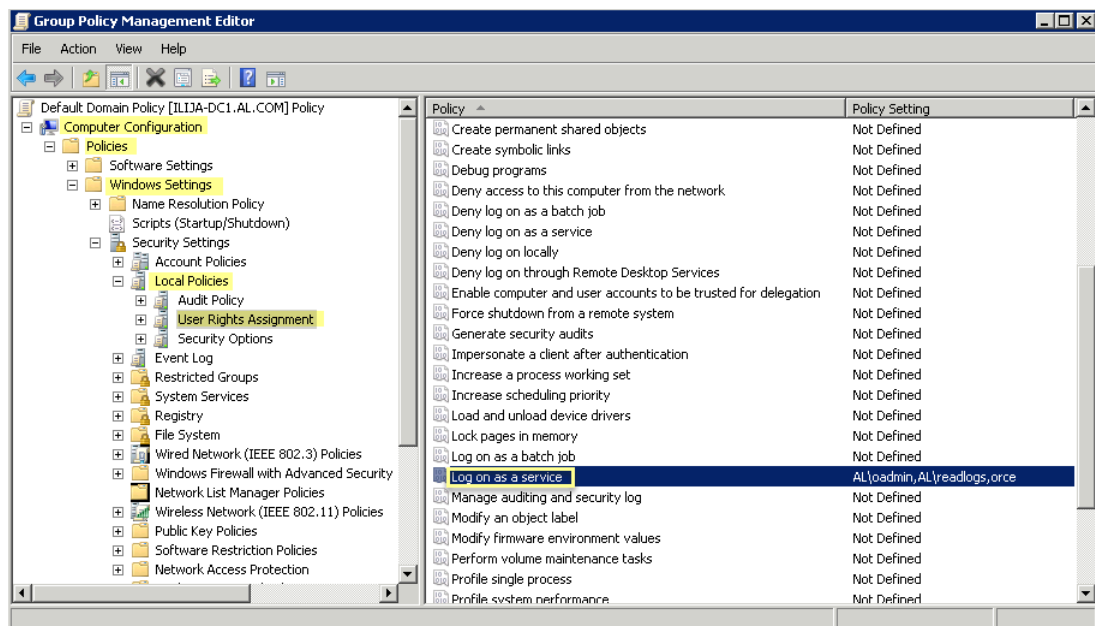 Group Policy Management Editor
File Action View Help
Default Domain Policy [ILIJA-DC1.AL.COM] Policy
Computer Configuration
Policies
Software Settings
Windows Settings
Name Resolution Policy
Scripts (Startup/Shutdown)
Security Settings
Account Policies
Local Policies
Audit Policy
User Rights Assignment
Security Options
Event Log
Restricted Groups
System Services
Registry
File System
Wired Network (IEEE 802.3) Policies
Windows Firewall with Advanced Security
Network List Manager Policies
Wireless Network (IEEE 802.11) Policies
Public Key Policies
Software Restriction Policies
Network Access Protection
Policy Policy Setting
Create permanent shared objects Not Defined
Create symbolic links Not Defined
Debug programs Not Defined
Deny access to this computer from the network Not Defined
Deny log on as a batch job Not Defined
Deny log on as a service Not Defined
Deny log on locally Not Defined
Deny log on through Remote Desktop Services Not Defined
Enable computer and user accounts to be trusted for delegation Not Defined
Force shutdown from a remote system Not Defined
Generate security audits Not Defined
Impersonate a client after authentication Not Defined
Increase a process working set Not Defined
Increase scheduling priority Not Defined
Load and unload device drivers Not Defined
Lock pages in memory Not Defined
Log on as a batch job Not Defined
Log on as a service AL\oadmin,AL\readlogs,orce
Manage auditing and security log Not Defined
Modify an object label Not Defined
Modify firmware environment values Not Defined
Perform volume maintenance tasks Not Defined
Profile single process Not Defined
Profile system performance Not Defined